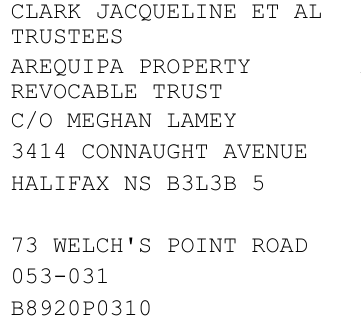 CLARK JACQUELINE ET AL
TRUSTEES
AREQUIPA PROPERTY
REVOCABLE TRUST
C/O MEGHAN LAMEY
3414 CONNAUGHT AVENUE
HALIFAX NS B3L3B 5
73 WELCH'S POINT ROAD
053-031
B8920P0310